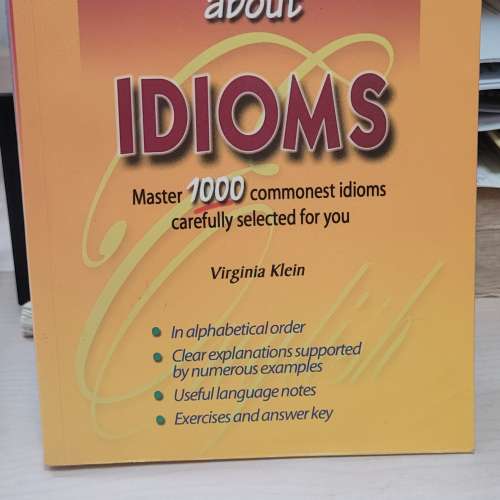 about
IDIOMS
Master 1000 commonest idioms
carefully selected for you
Virginia Klein
In alphabetical order
Clear explanations supported
by numerous examples
Useful language notes
Exercises and answer key
English